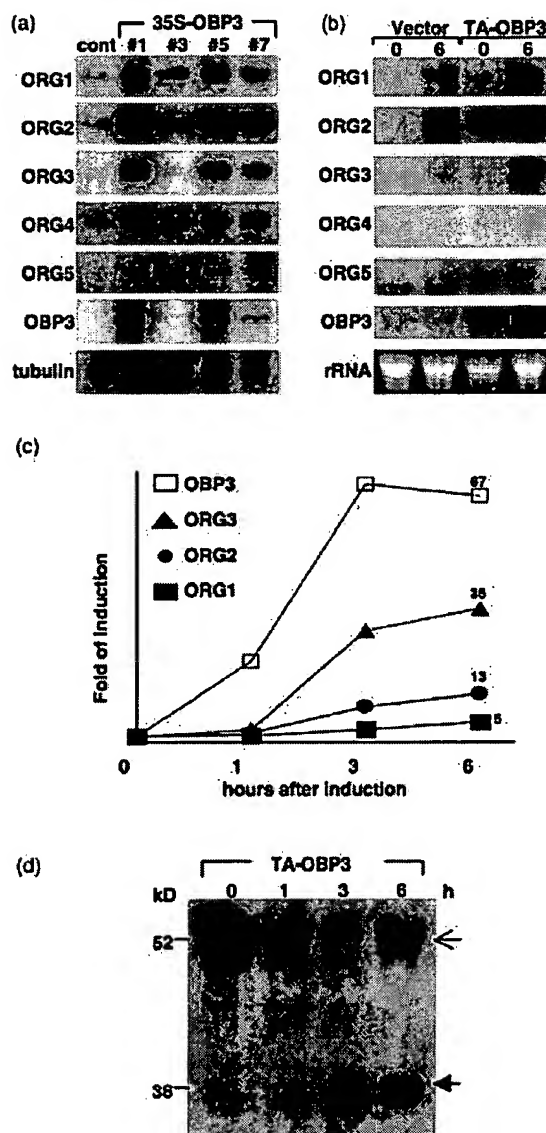 (a)
35S-OBP3
cont #1 #3 #5 #7
ORG1
ORG2
ORG3
ORG4
ORG5
OBP3
tubulin
(b)
Vector TA-OBP3
0 6 0 6
ORG1
ORG2
ORG3
ORG4
ORG5
OBP3
rRNA
(c)
OBP3
ORG3
ORG2
ORG1
67
35
13
5
Fold of induction
0 1 3 6
hours after induction
(d)
TA-OBP3
kD 0 1 3 6 h
52
36